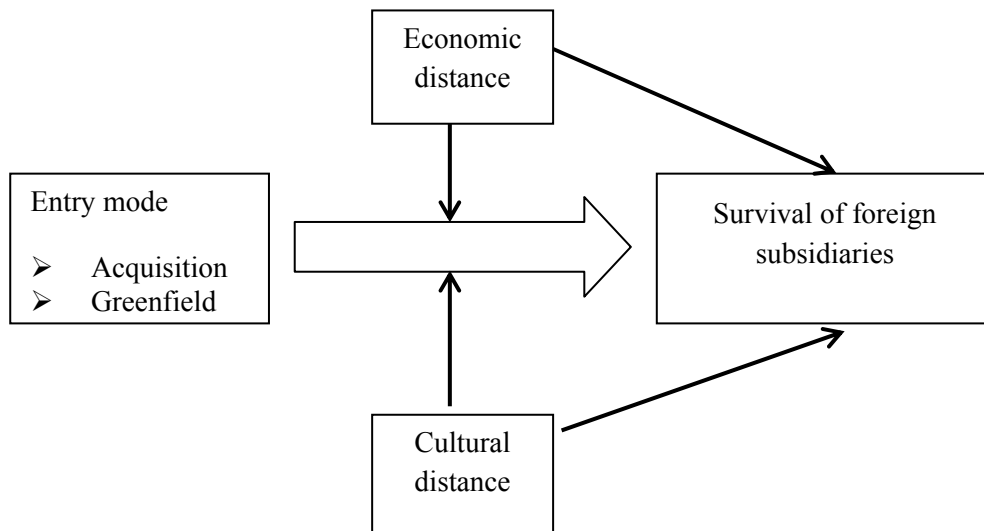 Economic
distance
Entry mode
➢ Acquisition
➢ Greenfield
Survival of foreign
subsidiaries
Cultural
distance